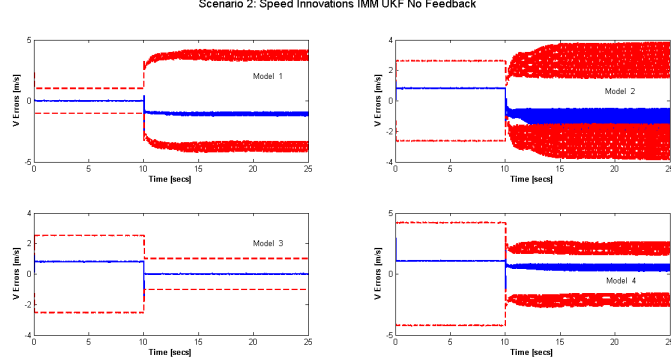 Scenario 2: Speed Innovations IMM UKF No Feedback
5
0
-5
V Errors [m/s]
Model 1
0 5 10 15 20 25
Time [secs]
4
2
0
-2
-4
V Errors [m/s]
Model 2
0 5 10 15 20 25
Time [secs]
4
2
0
-2
-4
V Errors [m/s]
Model 3
0 5 10 15 20 25
Time [secs]
5
0
-5
V Errors [m/s]
Model 4
0 5 10 15 20 25
Time [secs]